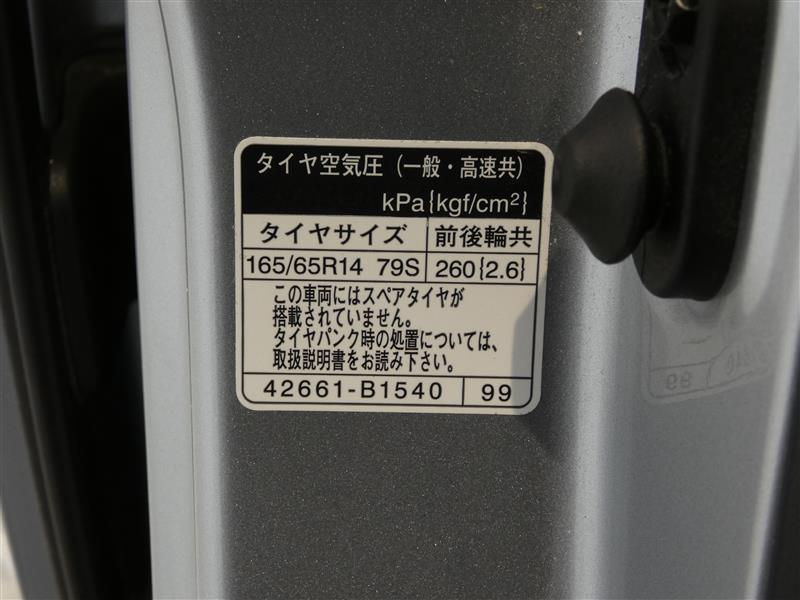 タイヤ空気圧（一般・高速共）
kPa{kgf/cm²}
タイヤサイズ 前後輪共
165/65R14 79S 260{2.6}
この車両にはスペアタイヤが
搭載されていません。
タイヤパンク時の処置については、
取扱説明書をお読み下さい。
42661-B1540 99